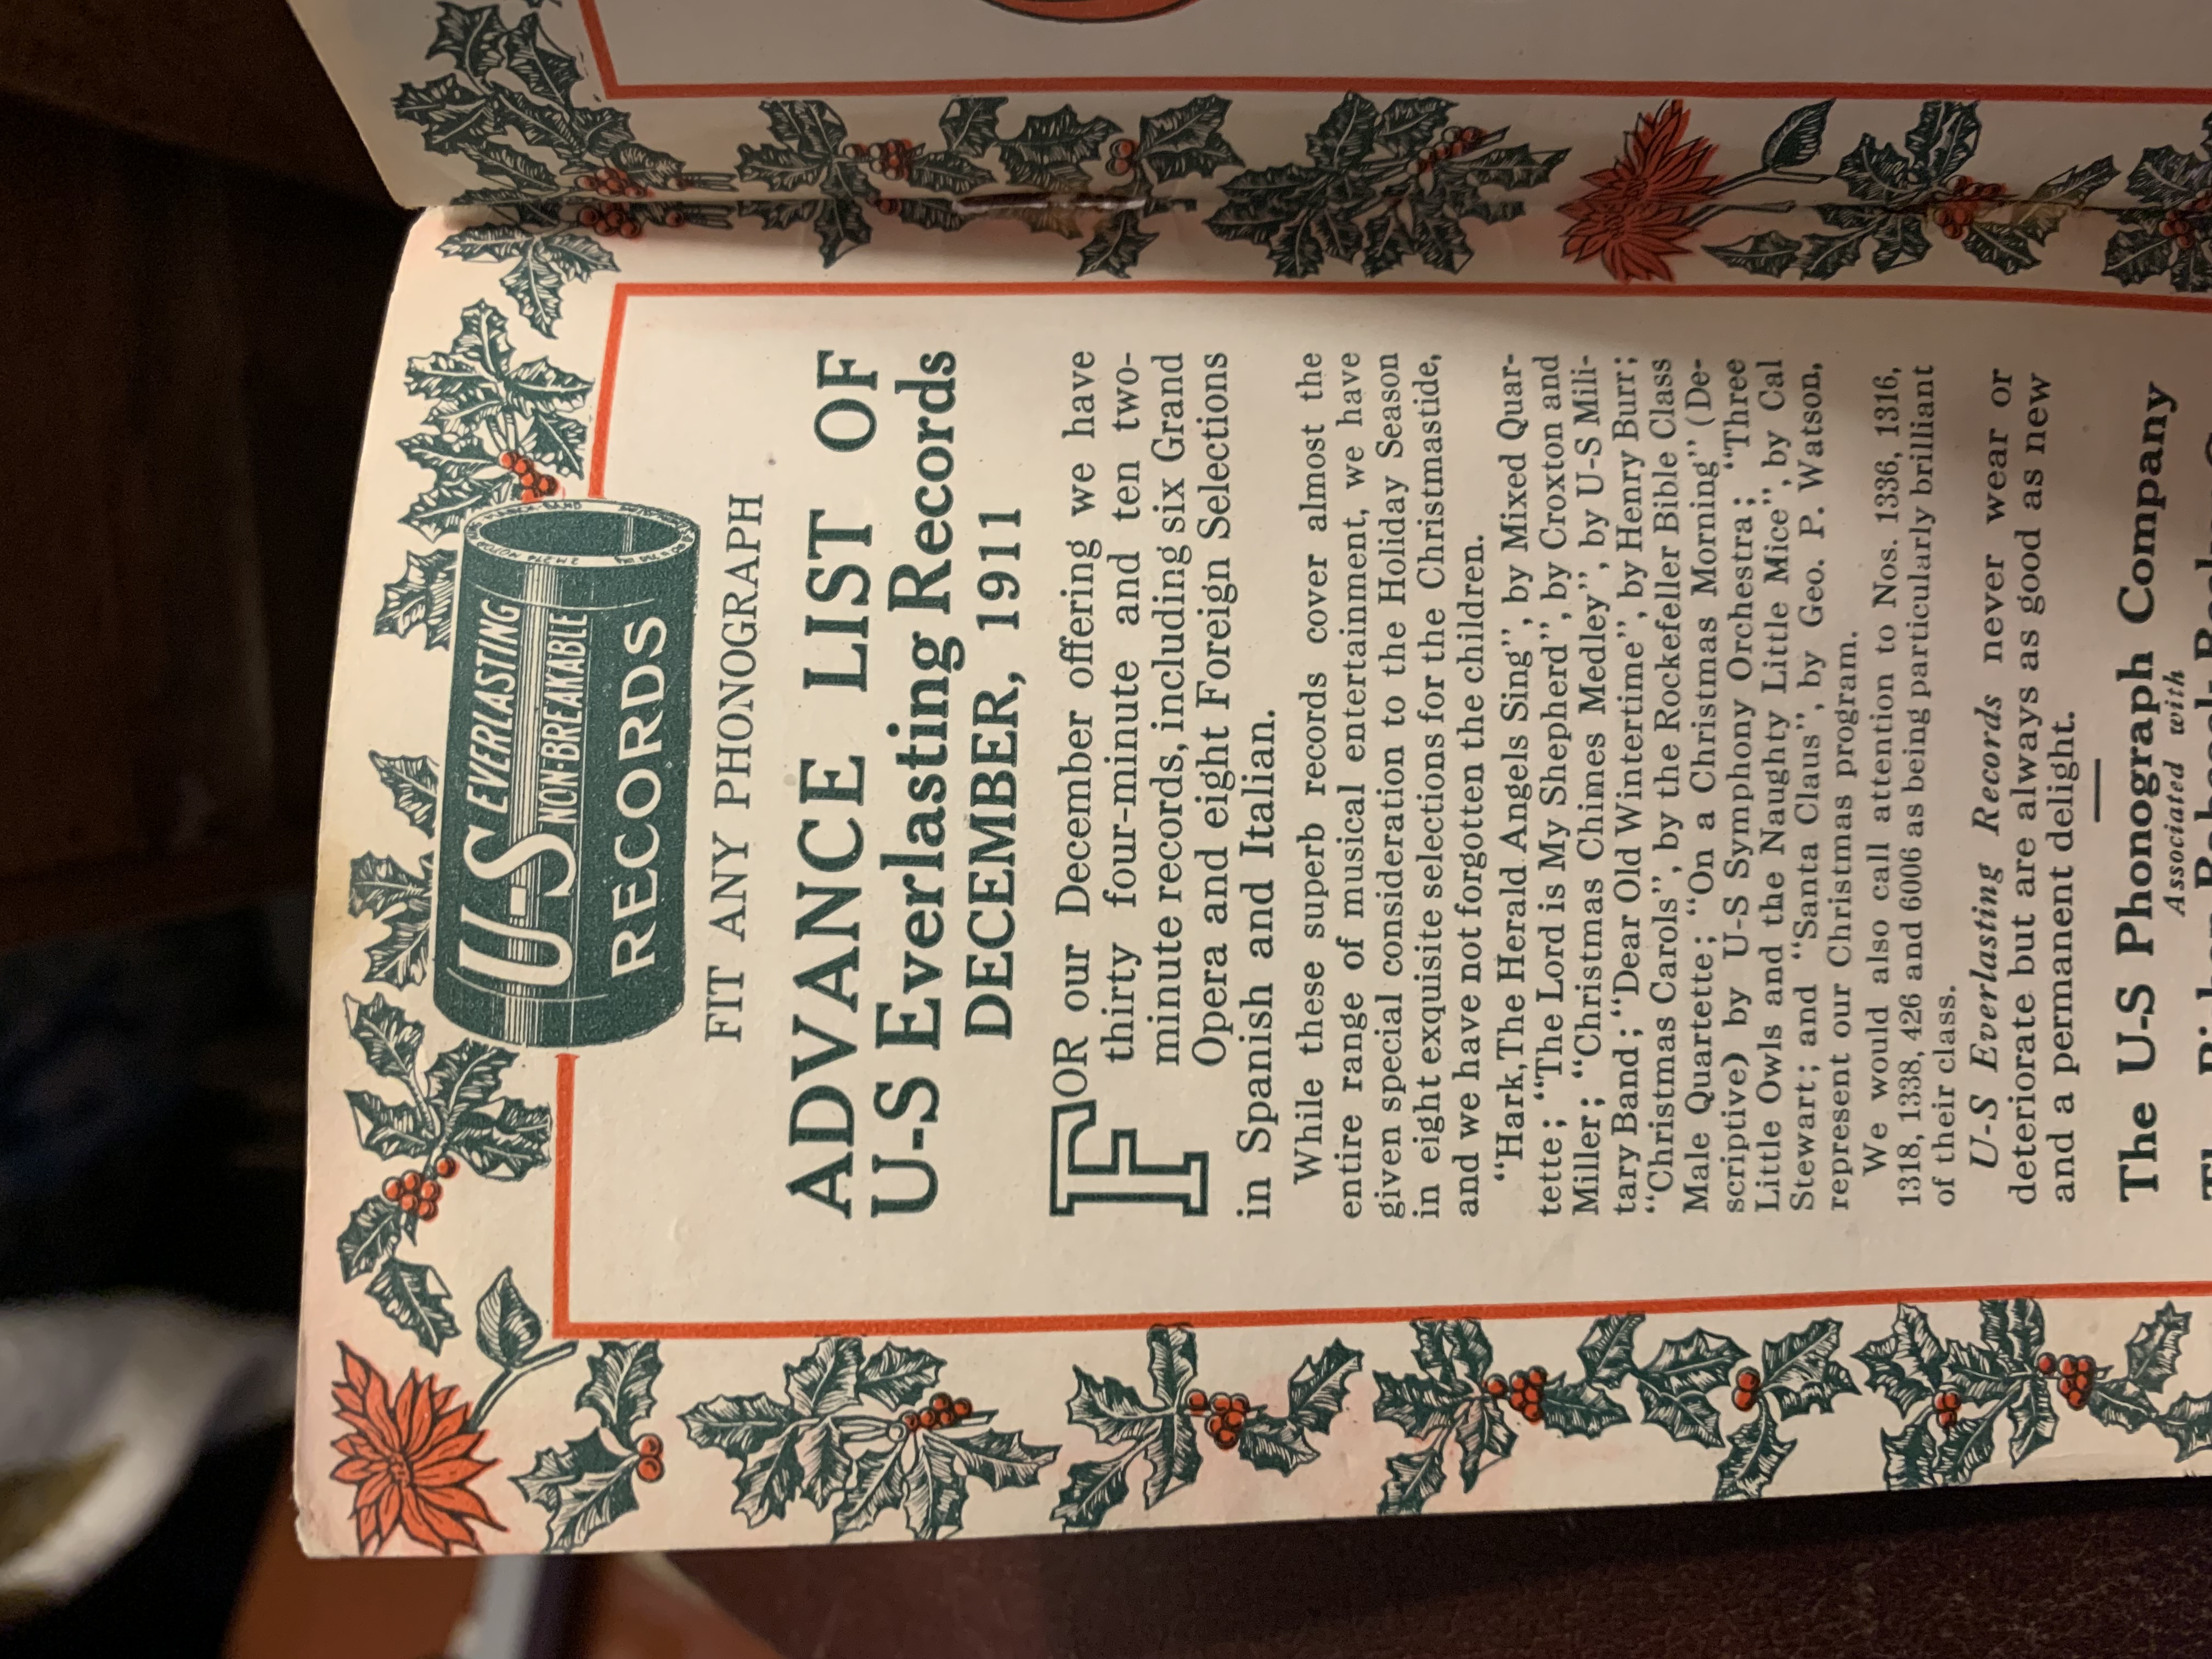 U-S EVERLASTING
NON-BREAKABLE
RECORDS
FIT ANY PHONOGRAPH
ADVANCE LIST OF
U-S Everlasting Records
DECEMBER, 1911
FOR our December offering we have
thirty four-minute and ten two-
minute records, including six Grand
Opera and eight Foreign Selections
in Spanish and Italian.
While these superb records cover almost the
entire range of musical entertainment, we have
given special consideration to the Holiday Season
in eight exquisite selections for the Christmastide,
and we have not forgotten the children.
"Hark, The Herald Angels Sing", by Mixed Quar-
tette; "The Lord is My Shepherd", by Croxton and
Miller; "Christmas Chimes Medley", by U-S Mili-
tary Band; "Dear Old Wintertime", by Henry Burr;
"Christmas Carols", by the Rockefeller Bible Class
Male Quartette; "On a Christmas Morning" (De-
scriptive) by U-S Symphony Orchestra; "Three
Little Owls and the Naughty Little Mice", by Cal
Stewart; and "Santa Claus", by Geo. P. Watson,
represent our Christmas program.
We would also call attention to Nos. 1336, 1316,
1318, 1338, 426 and 6006 as being particularly brilliant
of their class.
U-S Everlasting Records never wear or
deteriorate but are always as good as new
and a permanent delight.
The U-S Phonograph Company
Associated with